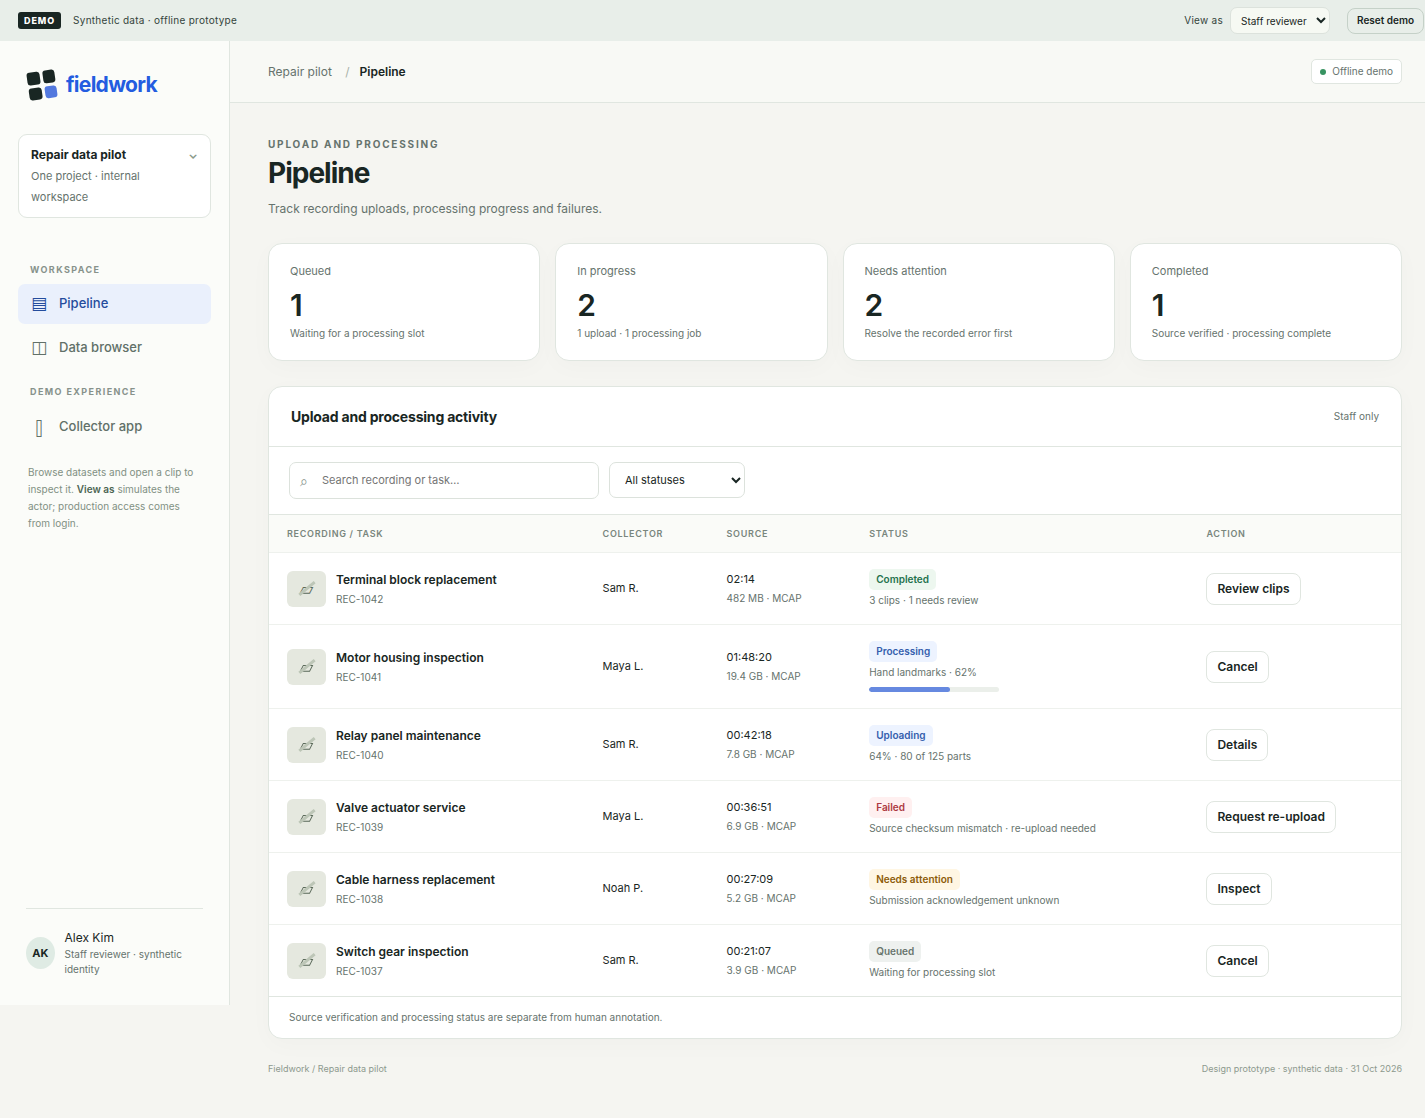 DEMO Synthetic data · offline prototype View as Staff reviewer Reset demo
fieldwork
Repair pilot / Pipeline Offline demo
Repair data pilot
One project · internal
workspace
WORKSPACE
Pipeline
Data browser
DEMO EXPERIENCE
Collector app
Browse datasets and open a clip to
inspect it. View as simulates the
actor; production access comes
from login.
AK Alex Kim
Staff reviewer · synthetic
identity
UPLOAD AND PROCESSING
Pipeline
Track recording uploads, processing progress and failures.
Queued
1
Waiting for a processing slot
In progress
2
1 upload · 1 processing job
Needs attention
2
Resolve the recorded error first
Completed
1
Source verified · processing complete
Upload and processing activity Staff only
Search recording or task... All statuses
RECORDING / TASK COLLECTOR SOURCE STATUS ACTION
Terminal block replacement
REC-1042
Sam R.
02:14
482 MB · MCAP
Completed
3 clips · 1 needs review
Review clips
Motor housing inspection
REC-1041
Maya L.
01:48:20
19.4 GB · MCAP
Processing
Hand landmarks · 62%
Cancel
Relay panel maintenance
REC-1040
Sam R.
00:42:18
7.8 GB · MCAP
Uploading
64% · 80 of 125 parts
Details
Valve actuator service
REC-1039
Maya L.
00:36:51
6.9 GB · MCAP
Failed
Source checksum mismatch · re-upload needed
Request re-upload
Cable harness replacement
REC-1038
Noah P.
00:27:09
5.2 GB · MCAP
Needs attention
Submission acknowledgement unknown
Inspect
Switch gear inspection
REC-1037
Sam R.
00:21:07
3.9 GB · MCAP
Queued
Waiting for processing slot
Cancel
Source verification and processing status are separate from human annotation.
Fieldwork / Repair data pilot Design prototype · synthetic data · 31 Oct 2026